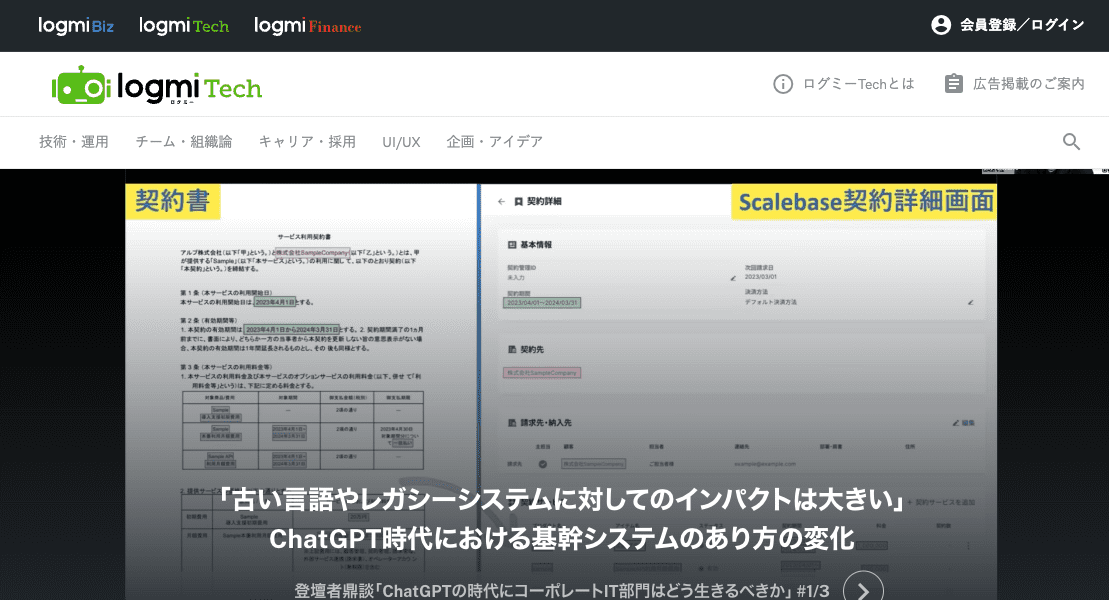 logmi Biz
logmi Tech
logmi Finance
会員登録／ログイン
logmi Tech
ログミー
ログミーTechとは
広告掲載のご案内
技術・運用
チーム・組織論
キャリア・採用
UI/UX
企画・アイデア
契約書
サービス利用契約書
アルプ株式会社（以下「甲」という。）と株式会社SampleCompany（以下「乙」という。）とは、甲
が提供する「Sample」（以下「本サービス」という。）の利用に関して、以下のとおり契約（以下
「本契約」という。）を締結する。
第１条（本サービスの利用開始日）
本サービスの利用開始日は、2023年4月1日とする。
第２条（有効期間等）
1. 本契約の有効期間は、2023年4月1日から2024年3月31日とする。2. 契約期間満了の1ヵ月
前までに、書面により、どちらか一方の当事者から本契約を更新しない旨の意思表示がない場
合、本契約の有効期間は1年間延長されるものとし、その後も同様とする。
第３条（本サービスの利用料金等）
1. 本サービスの利用料金及び本サービスのオプションサービスの利用料金（以下、併せて「利
用料金等」という）は、下記に定める料金とする。
Scalebase契約詳細画面
契約詳細
基本情報
契約管理ID
未入力
次回請求日
2023/03/01
契約期間
2023/04/01〜2024/03/31
決済方法
デフォルト決済方法
契約先
株式会社SampleCompany
請求先・納入先
編集
主担当
顧客
担当者
連絡先
部署・役職
住所
請求先
株式会社SampleCompany
ご担当者様
example@example.com
契約サービスを追加
「古い言語やレガシーシステムに対してのインパクトは大きい」
ChatGPT時代における基幹システムのあり方の変化
登壇者鼎談「ChatGPTの時代にコーポレートIT部門はどう生きるべきか」#1/3